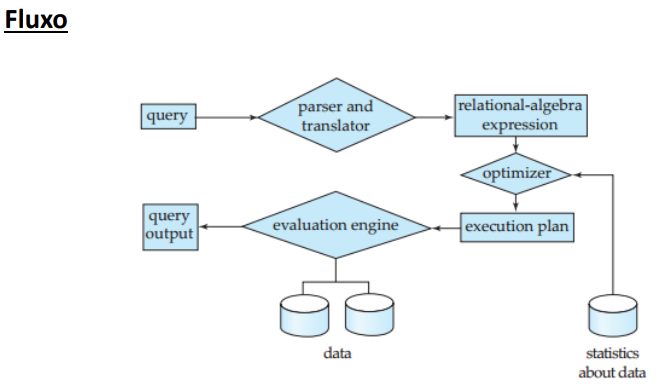 Fluxo
query
parser and
translator
relational-algebra
expression
optimizer
query
output
evaluation engine
execution plan
data
statistics
about data